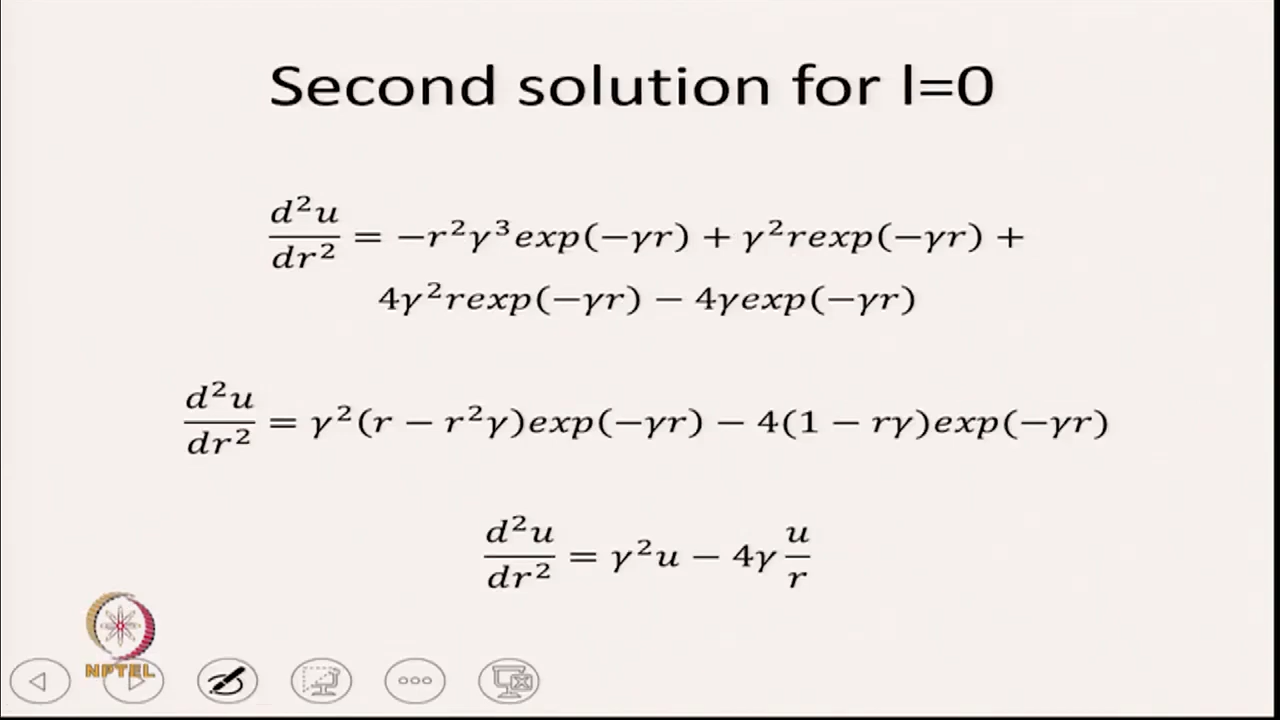 Second solution for l=0
d²u/dr² = −r²γ³exp(−γr) + γ²rexp(−γr) +
4γ²rexp(−γr) − 4γexp(−γr)
d²u/dr² = γ²(r − r²γ)exp(−γr) − 4(1 − rγ)exp(−γr)
d²u/dr² = γ²u − 4γ u/r
NPTEL